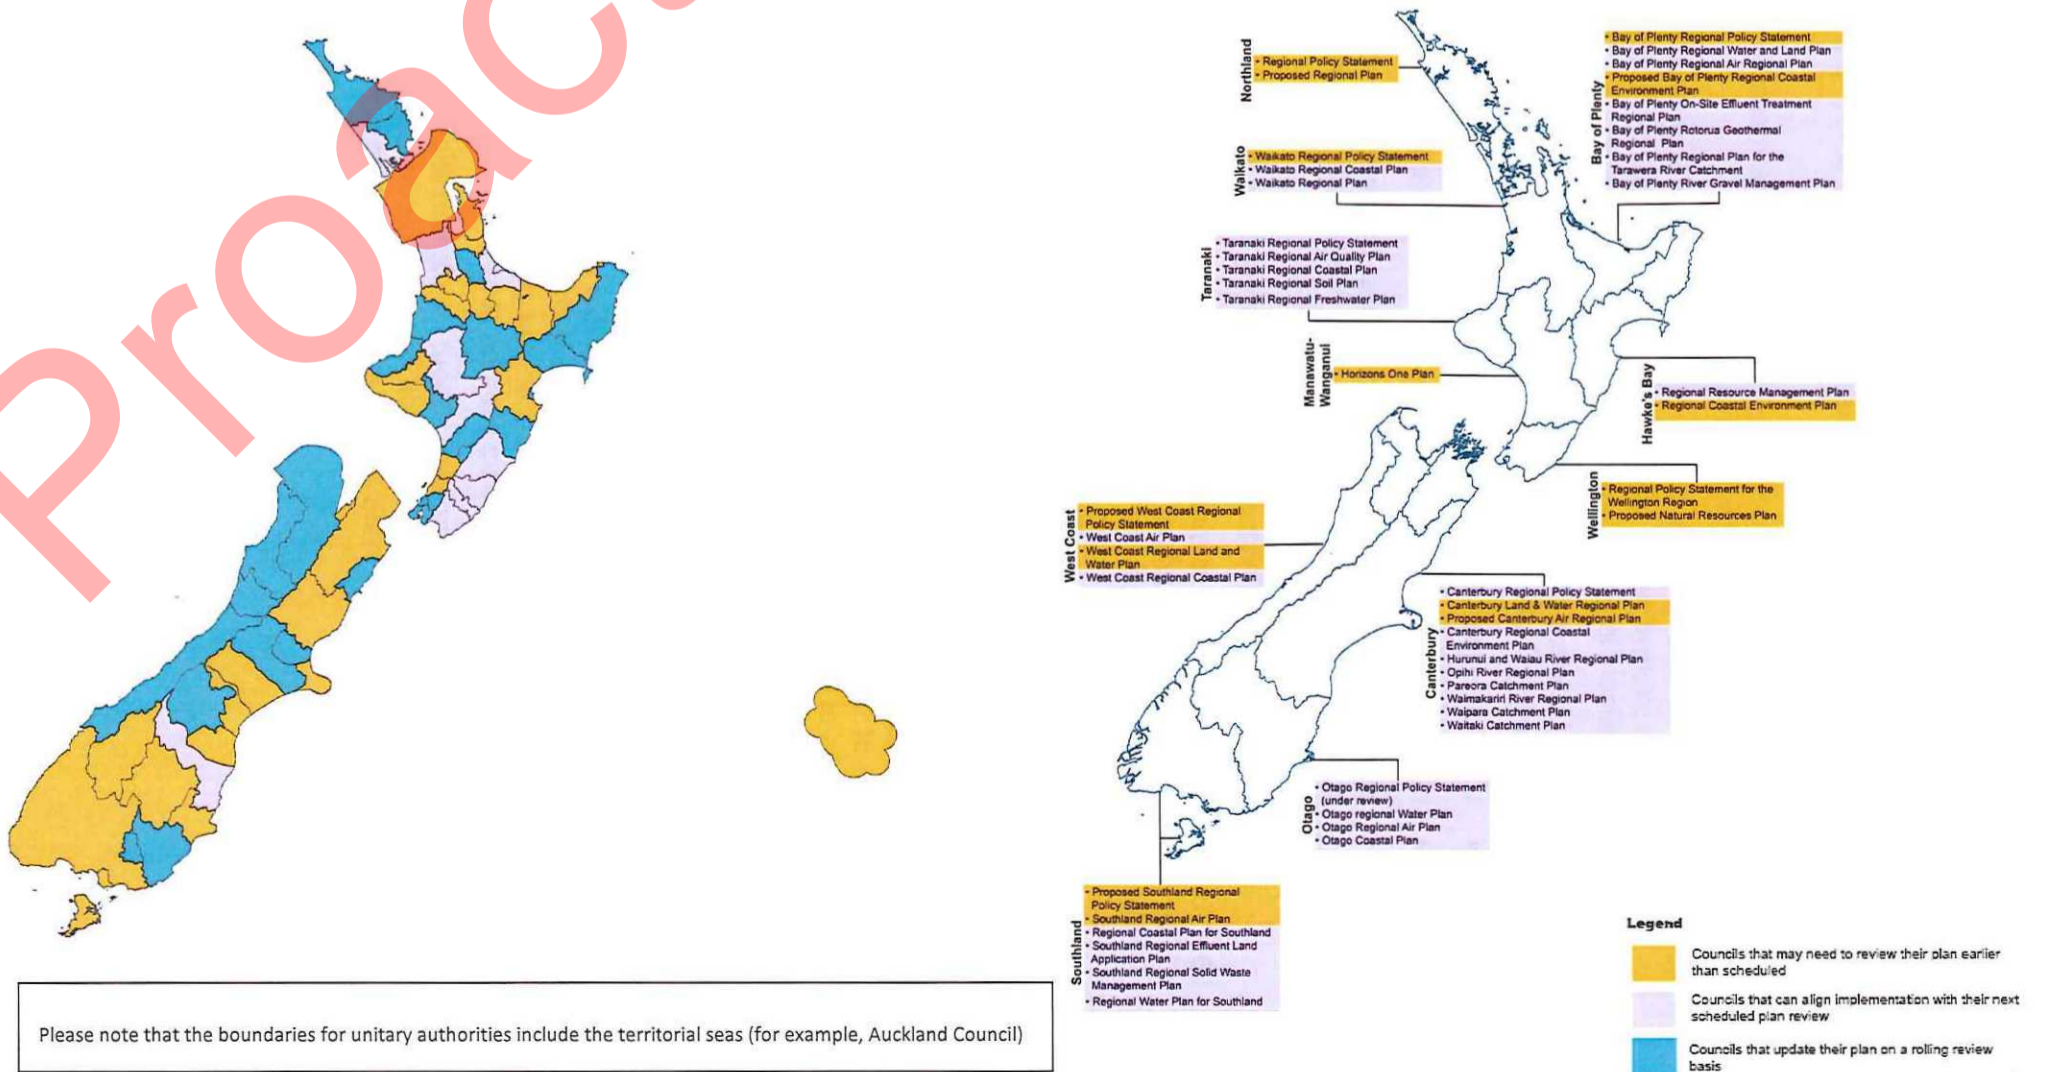 Proac
Northland
• Regional Policy Statement
• Proposed Regional Plan
Bay of Plenty
• Bay of Plenty Regional Policy Statement
• Bay of Plenty Regional Water and Land Plan
• Bay of Plenty Regional Air Regional Plan
• Proposed Bay of Plenty Regional Coastal
Environment Plan
• Bay of Plenty On-Site Effluent Treatment
Regional Plan
• Bay of Plenty Rotorua Geothermal
Regional Plan
• Bay of Plenty Regional Plan for the
Tarawera River Catchment
• Bay of Plenty River Gravel Management Plan
Waikato
• Waikato Regional Policy Statement
• Waikato Regional Coastal Plan
• Waikato Regional Plan
Taranaki
• Taranaki Regional Policy Statement
• Taranaki Regional Air Quality Plan
• Taranaki Regional Coastal Plan
• Taranaki Regional Soil Plan
• Taranaki Regional Freshwater Plan
Manawatu-
Wanganui
• Horizons One Plan
Hawke's Bay
• Regional Resource Management Plan
• Regional Coastal Environment Plan
Wellington
• Regional Policy Statement for the
Wellington Region
• Proposed Natural Resources Plan
West Coast
• Proposed West Coast Regional
Policy Statement
• West Coast Air Plan
• West Coast Regional Land and
Water Plan
• West Coast Regional Coastal Plan
Canterbury
• Canterbury Regional Policy Statement
• Canterbury Land & Water Regional Plan
• Proposed Canterbury Air Regional Plan
• Canterbury Regional Coastal
Environment Plan
• Hurunui and Waiau River Regional Plan
• Opihi River Regional Plan
• Pareora Catchment Plan
• Waimakariri River Regional Plan
• Waipara Catchment Plan
• Waitaki Catchment Plan
Otago
• Otago Regional Policy Statement
(under review)
• Otago regional Water Plan
• Otago Regional Air Plan
• Otago Coastal Plan
Southland
• Proposed Southland Regional
Policy Statement
• Southland Regional Air Plan
• Regional Coastal Plan for Southland
• Southland Regional Effluent Land
Application Plan
• Southland Regional Solid Waste
Management Plan
• Regional Water Plan for Southland
Legend
Councils that may need to review their plan earlier
than scheduled
Councils that can align implementation with their next
scheduled plan review
Councils that update their plan on a rolling review
basis
Please note that the boundaries for unitary authorities include the territorial seas (for example, Auckland Council)